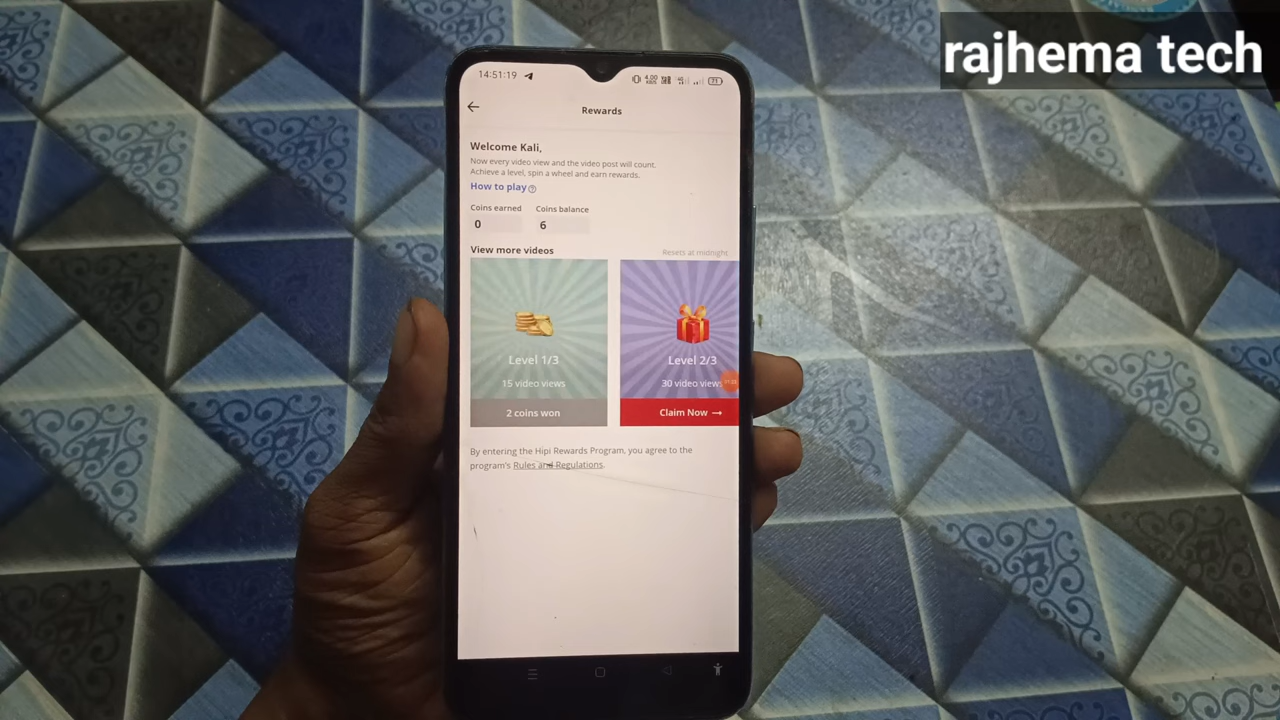 rajhema tech
14:51:19
Rewards
Welcome Kali,
Now every video view and the video post will count.
Achieve a level, spin a wheel and earn rewards.
How to play
Coins earned Coins balance
0 6
View more videos Resets at midnight
Level 1/3 Level 2/3
15 video views 30 video views
2 coins won Claim Now →
By entering the Hipi Rewards Program, you agree to the
program's Rules and Regulations.